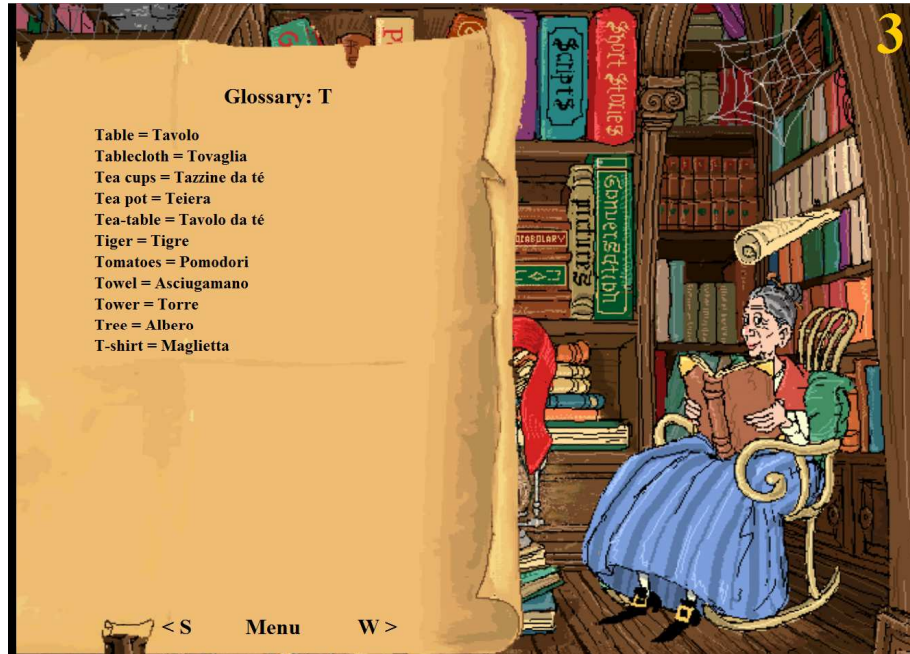 3
Glossary: T
Table = Tavolo
Tablecloth = Tovaglia
Tea cups = Tazzine da té
Tea pot = Teiera
Tea-table = Tavolo da té
Tiger = Tigre
Tomatoes = Pomodori
Towel = Asciugamano
Tower = Torre
Tree = Albero
T-shirt = Maglietta
< S Menu W >
Scripts
Short Stories
pictures
Conversation